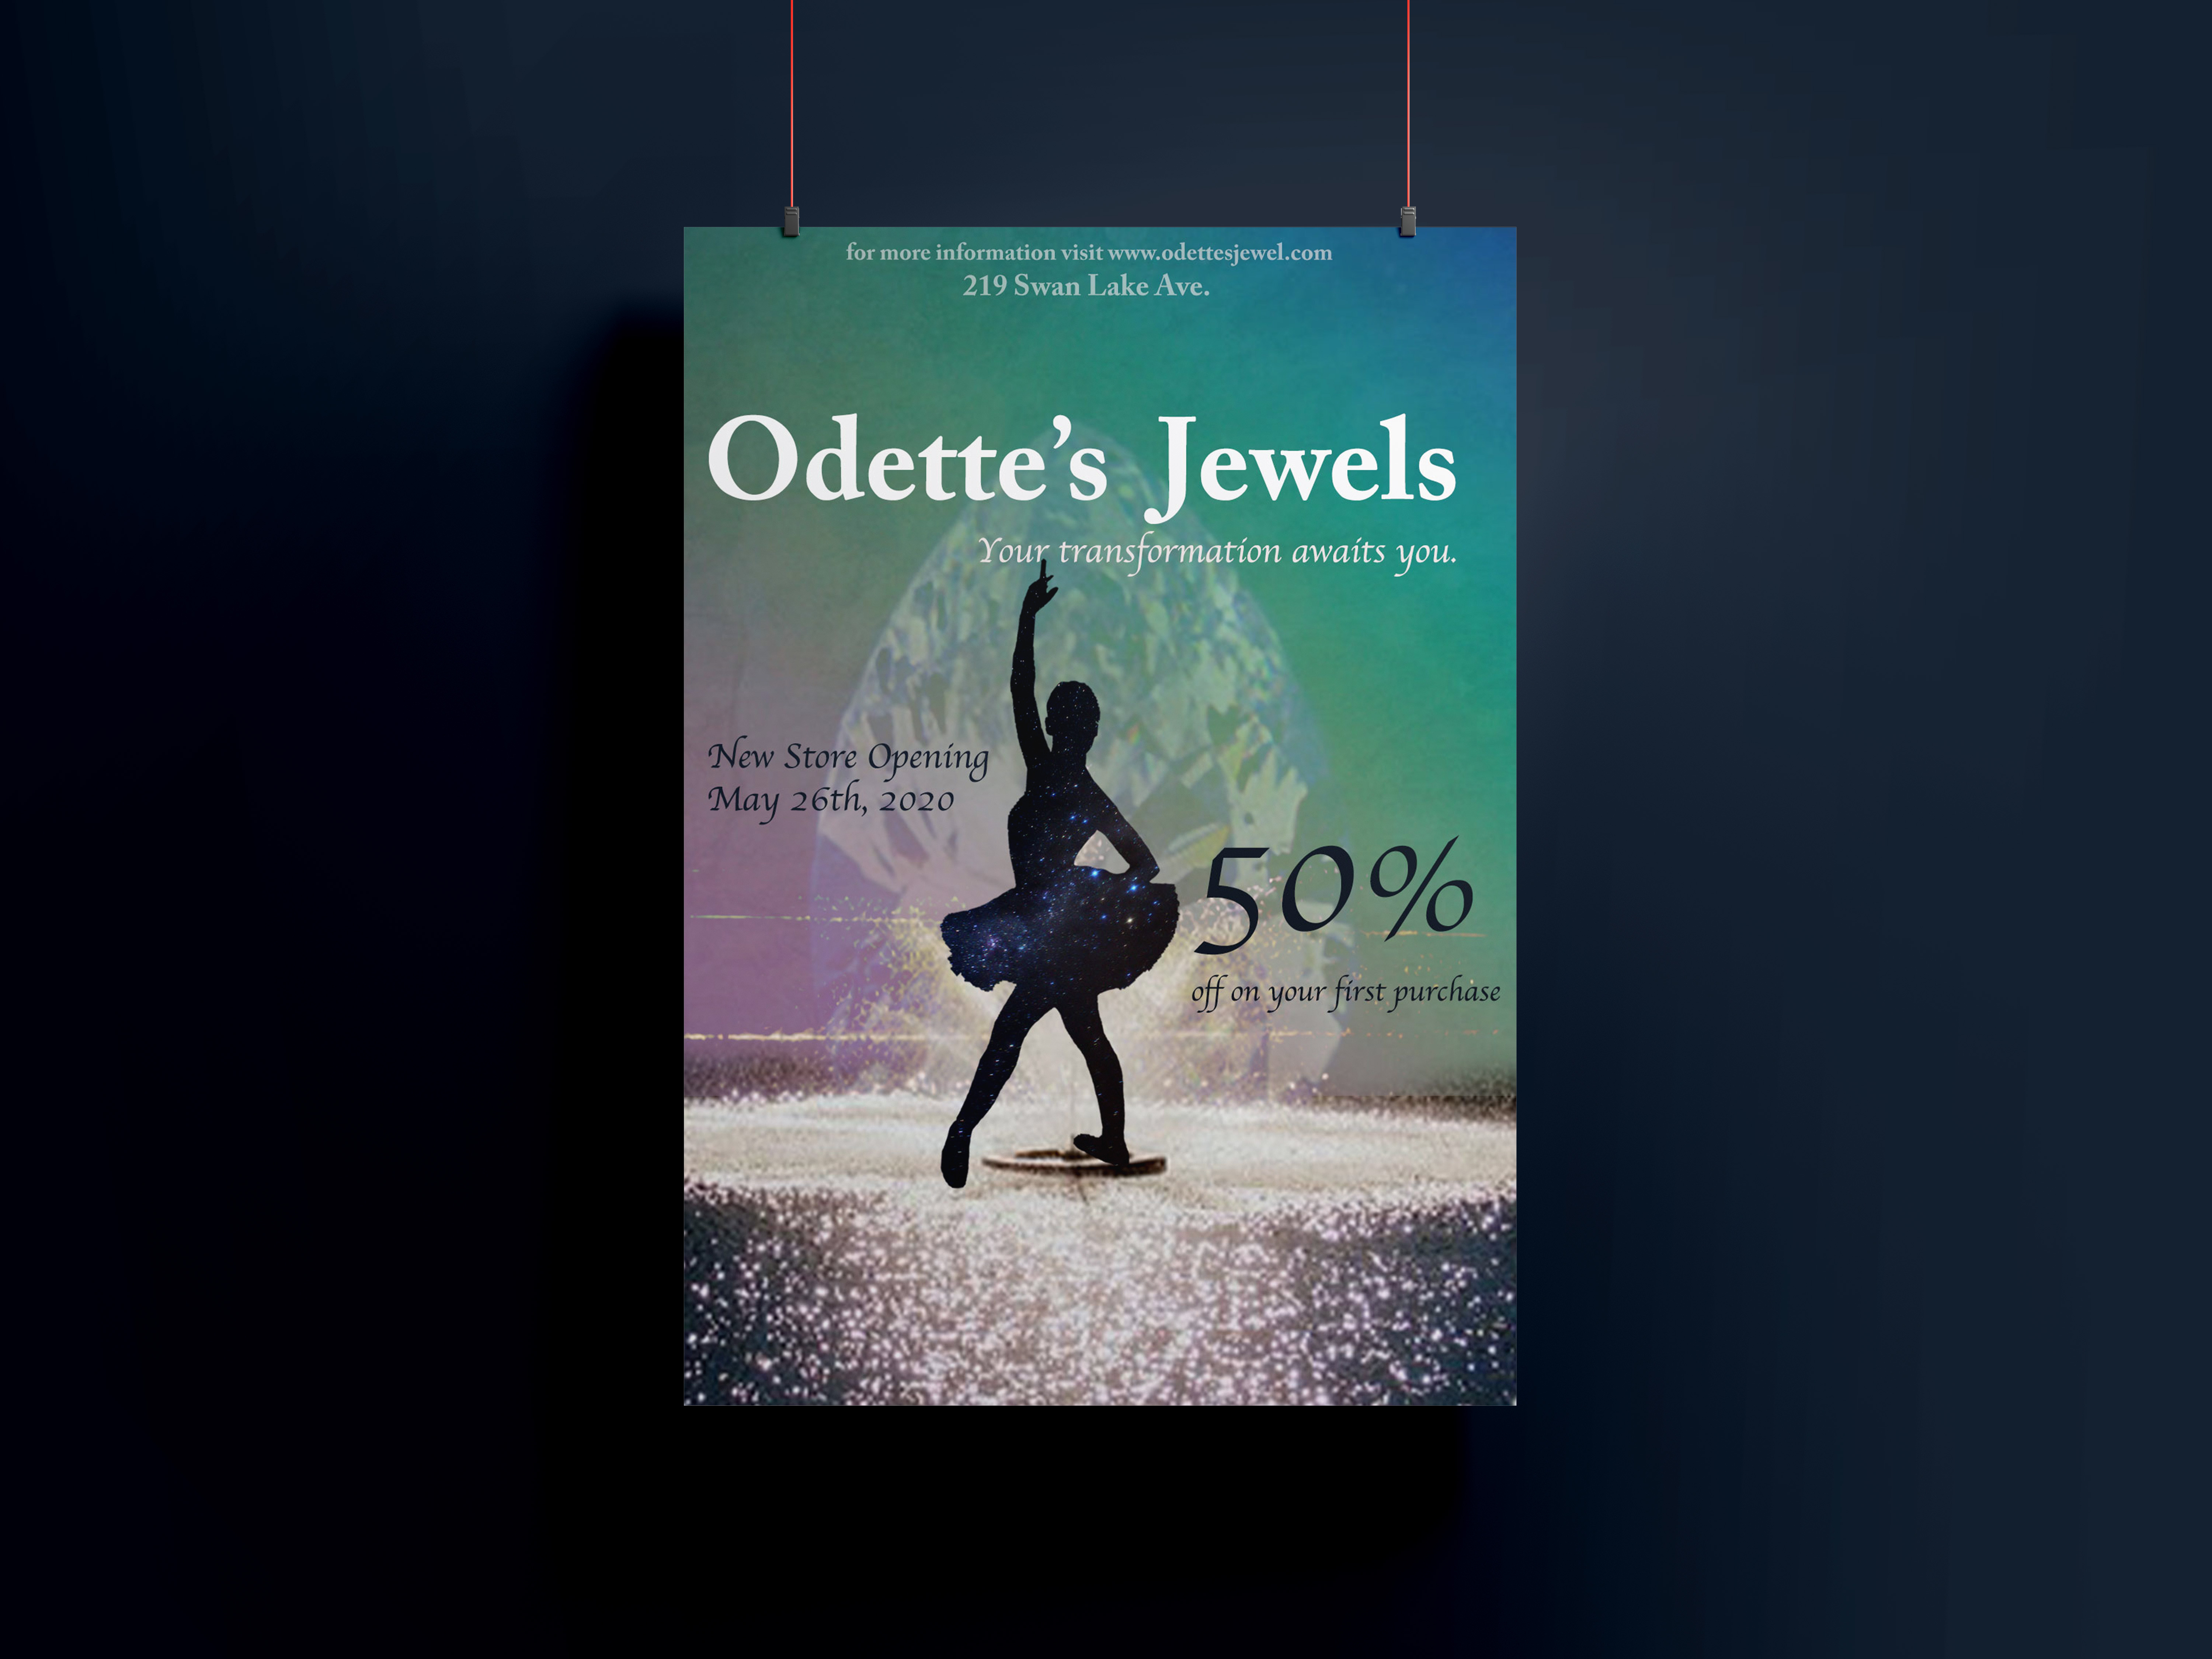 for more information visit www.odettesjewel.com
219 Swan Lake Ave.
Odette’s Jewels
Your transformation awaits you.
New Store Opening
May 26th, 2020
50%
off on your first purchase